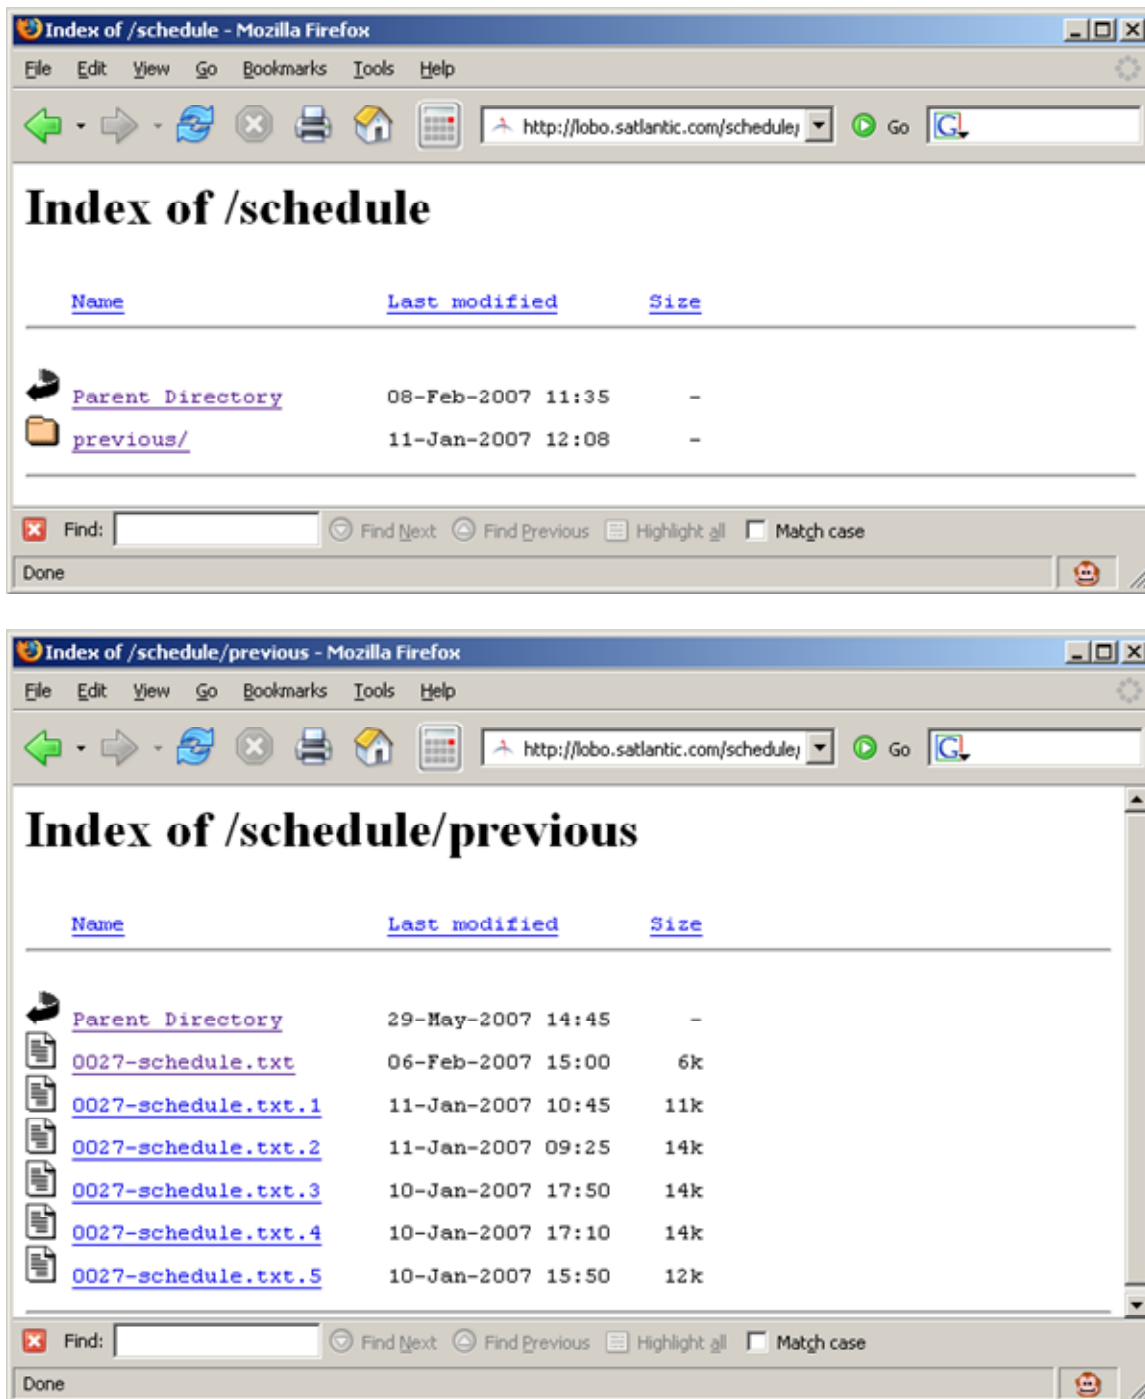 Index of /schedule - Mozilla Firefox
File Edit View Go Bookmarks Tools Help
http://lobo.satlantic.com/schedule/ Go G
Index of /schedule
Name Last modified Size
Parent Directory 08-Feb-2007 11:35 -
previous/ 11-Jan-2007 12:08 -
Find: Find Next Find Previous Highlight all Match case
Done
Index of /schedule/previous - Mozilla Firefox
File Edit View Go Bookmarks Tools Help
http://lobo.satlantic.com/schedule/ Go G
Index of /schedule/previous
Name Last modified Size
Parent Directory 29-May-2007 14:45 -
0027-schedule.txt 06-Feb-2007 15:00 6k
0027-schedule.txt.1 11-Jan-2007 10:45 11k
0027-schedule.txt.2 11-Jan-2007 09:25 14k
0027-schedule.txt.3 10-Jan-2007 17:50 14k
0027-schedule.txt.4 10-Jan-2007 17:10 14k
0027-schedule.txt.5 10-Jan-2007 15:50 12k
Find: Find Next Find Previous Highlight all Match case
Done